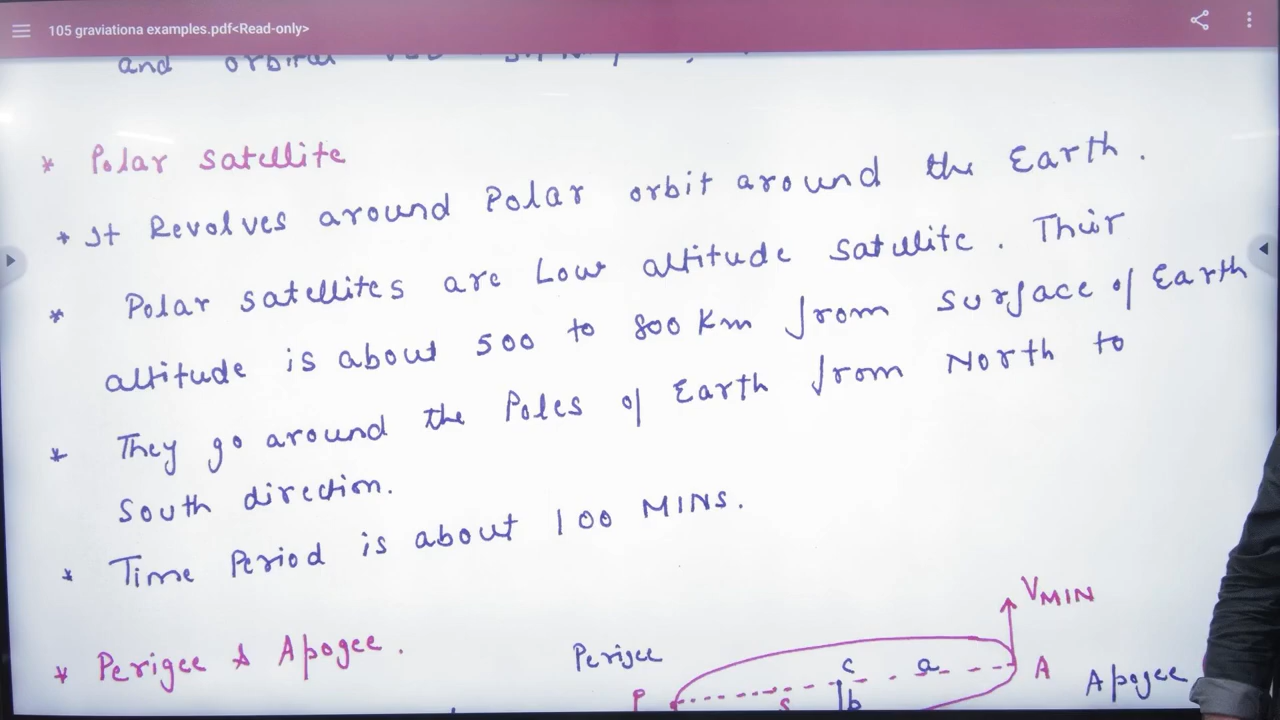 105 graviationa examples.pdf<Read-only>
and orbital
* Polar satellite
* It Revolves around Polar orbit around the Earth.
* Polar satellites are Low altitude satellite. Their
altitude is about 500 to 800 Km from surface of Earth
* They go around the Poles of Earth from North to
South direction.
* Time Period is about 100 MINS.
VMIN
* Perigee & Apogee.
Perigee
P
s
c
b
a
A
Apogee